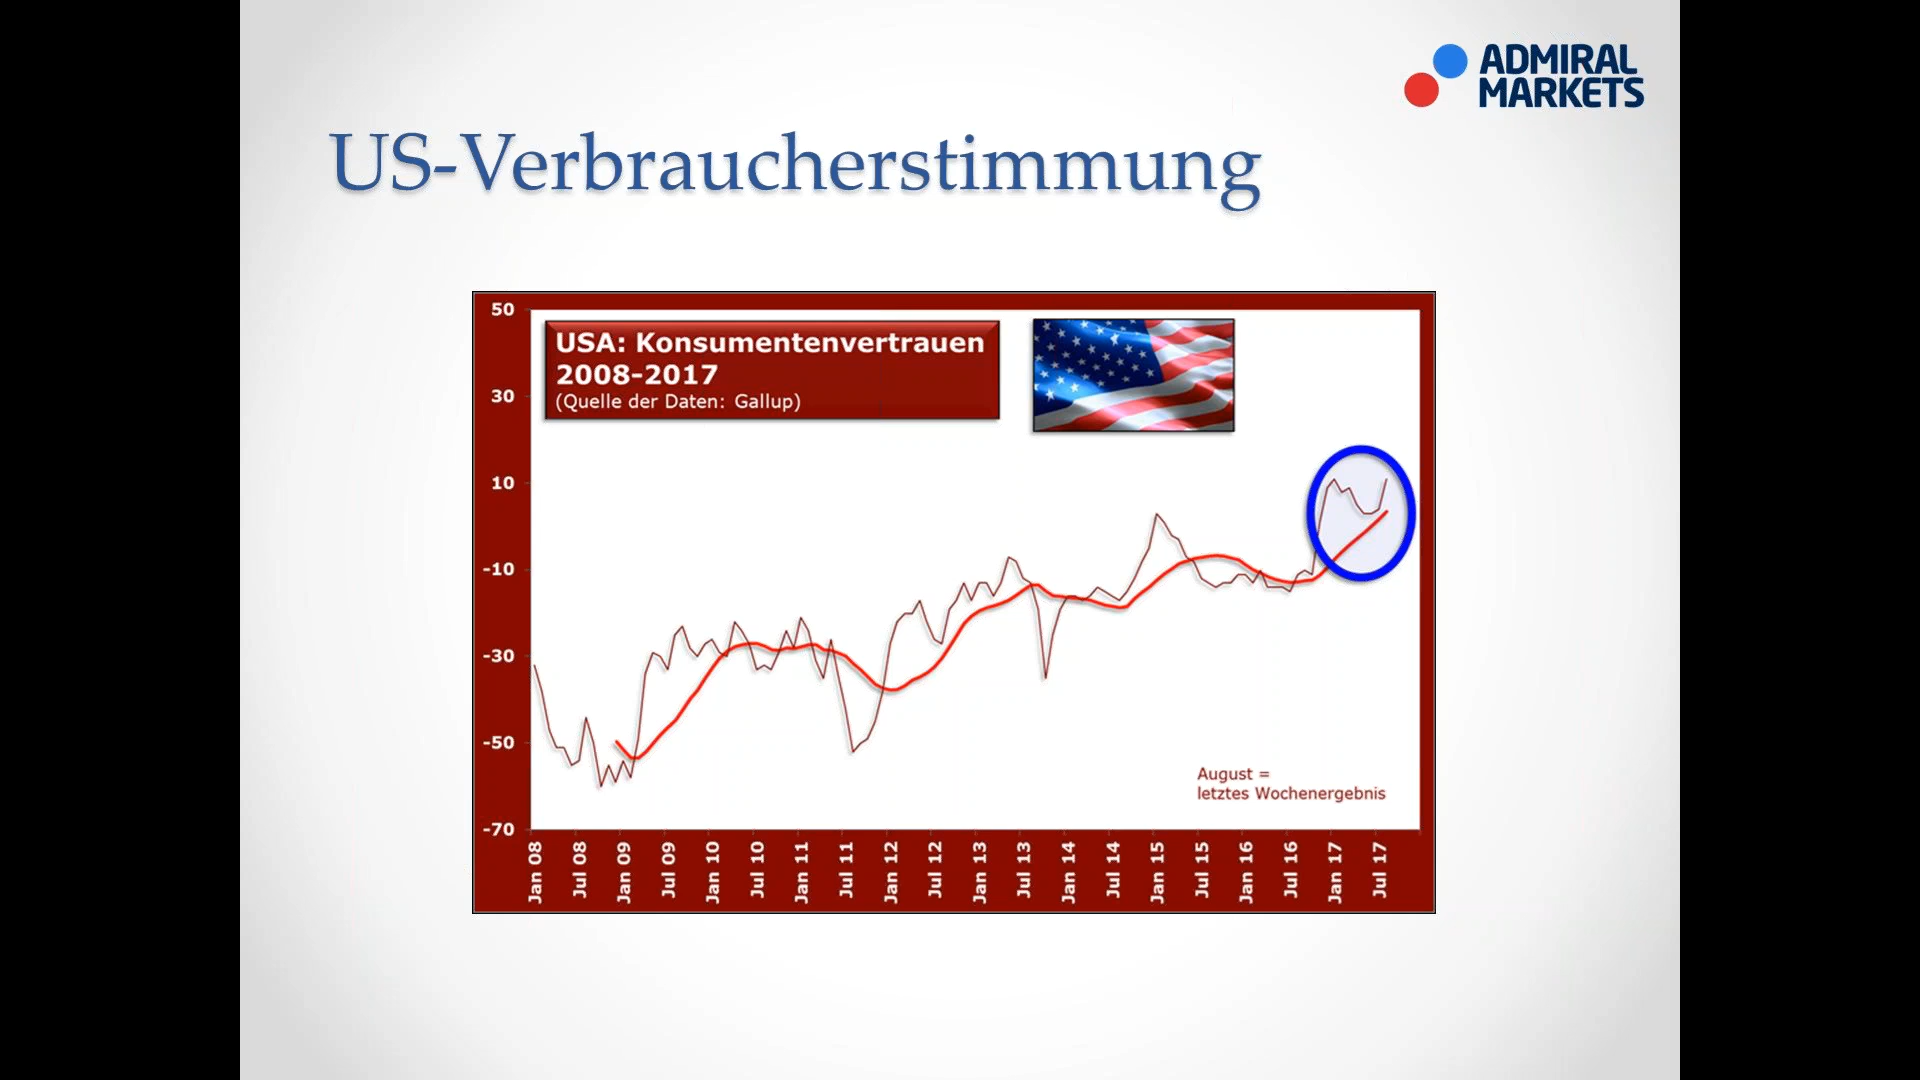 ADMIRAL
MARKETS
US-Verbraucherstimmung
USA: Konsumentenvertrauen
2008-2017
(Quelle der Daten: Gallup)
50
30
10
-10
-30
-50
-70
August =
letztes Wochenergebnis
Jan 08
Jul 08
Jan 09
Jul 09
Jan 10
Jul 10
Jan 11
Jul 11
Jan 12
Jul 12
Jan 13
Jul 13
Jan 14
Jul 14
Jan 15
Jul 15
Jan 16
Jul 16
Jan 17
Jul 17